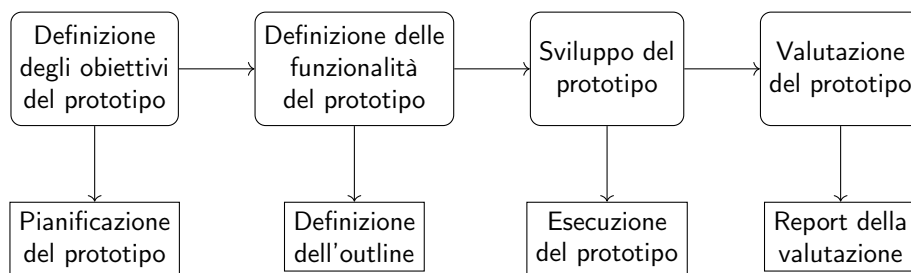 Definizione
degli obiettivi
del prototipo
Definizione delle
funzionalità
del prototipo
Sviluppo del
prototipo
Valutazione
del prototipo
Pianificazione
del prototipo
Definizione
dell'outline
Esecuzione
del prototipo
Report della
valutazione